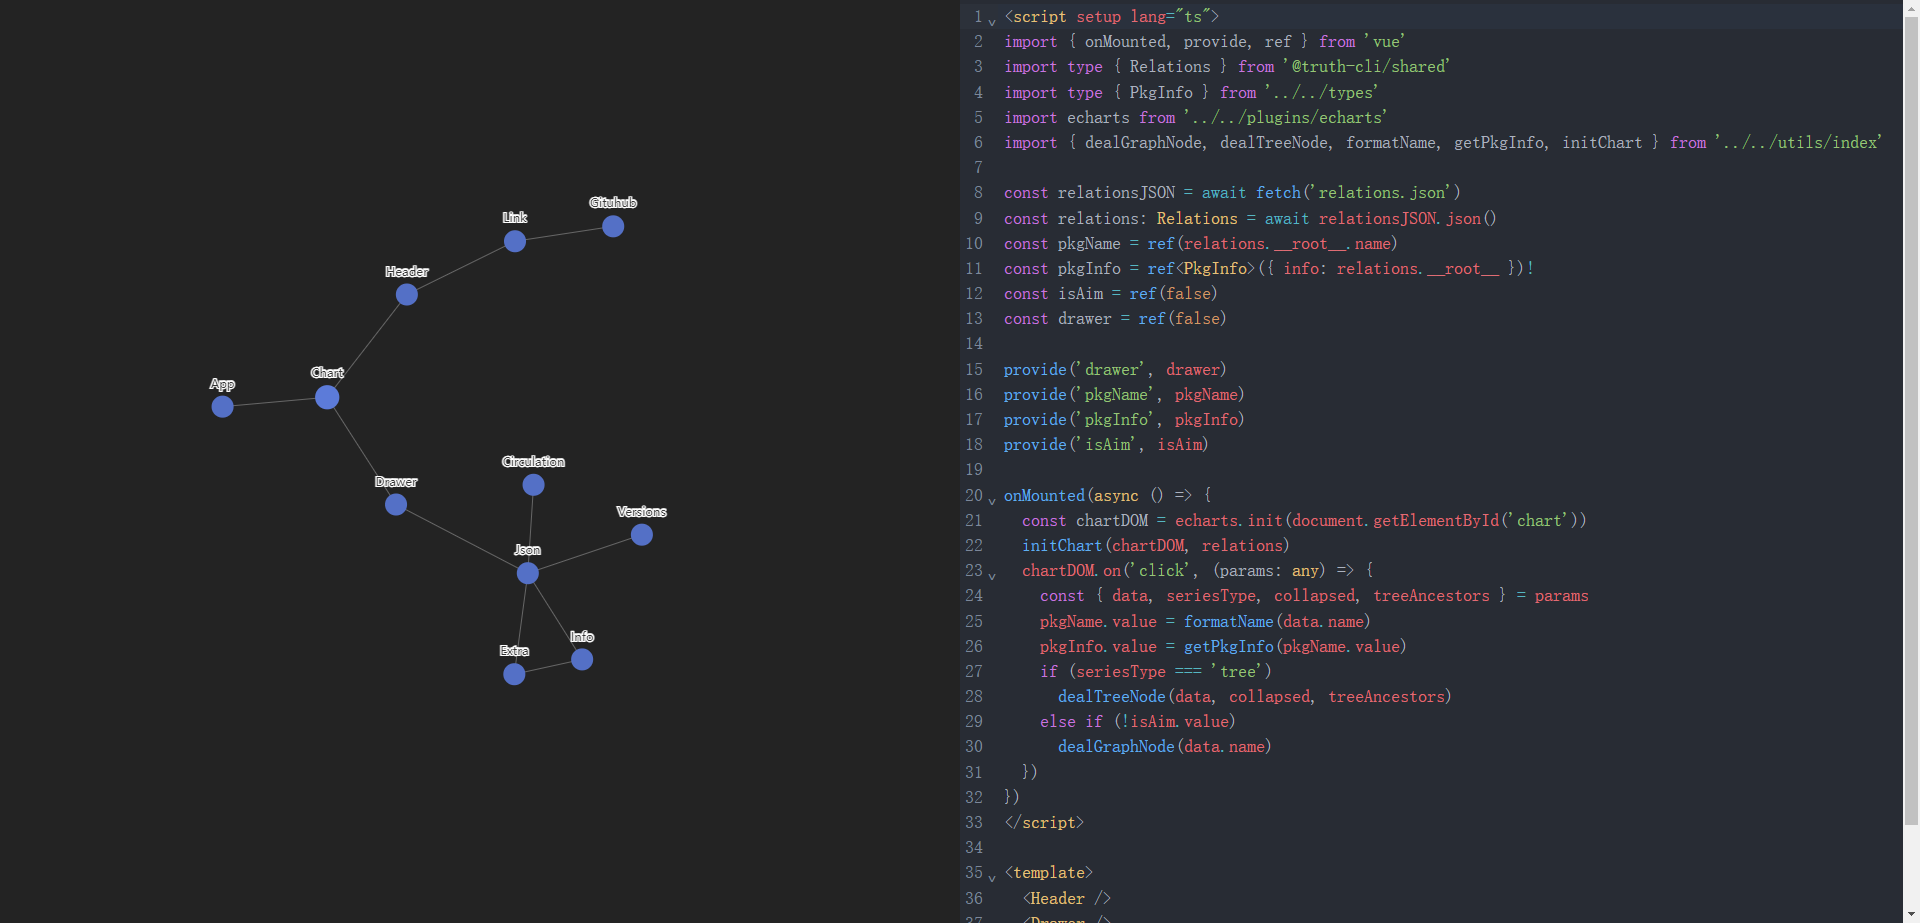 Gituhub
Link
Header
Chart
App
Circulation
Drawer
Versions
Json
Info
Extra
1 <script setup lang="ts">
2 import { onMounted, provide, ref } from 'vue'
3 import type { Relations } from '@truth-cli/shared'
4 import type { PkgInfo } from '../../types'
5 import echarts from '../../plugins/echarts'
6 import { dealGraphNode, dealTreeNode, formatName, getPkgInfo, initChart } from '../../utils/index'
7
8 const relationsJSON = await fetch('relations.json')
9 const relations: Relations = await relationsJSON.json()
10 const pkgName = ref(relations.__root__.name)
11 const pkgInfo = ref<PkgInfo>({ info: relations.__root__ })!
12 const isAim = ref(false)
13 const drawer = ref(false)
14
15 provide('drawer', drawer)
16 provide('pkgName', pkgName)
17 provide('pkgInfo', pkgInfo)
18 provide('isAim', isAim)
19
20 onMounted(async () => {
21 const chartDOM = echarts.init(document.getElementById('chart'))
22 initChart(chartDOM, relations)
23 chartDOM.on('click', (params: any) => {
24 const { data, seriesType, collapsed, treeAncestors } = params
25 pkgName.value = formatName(data.name)
26 pkgInfo.value = getPkgInfo(pkgName.value)
27 if (seriesType === 'tree')
28 dealTreeNode(data, collapsed, treeAncestors)
29 else if (!isAim.value)
30 dealGraphNode(data.name)
31 })
32 })
33 </script>
34
35 <template>
36 <Header />
37 <Drawer />